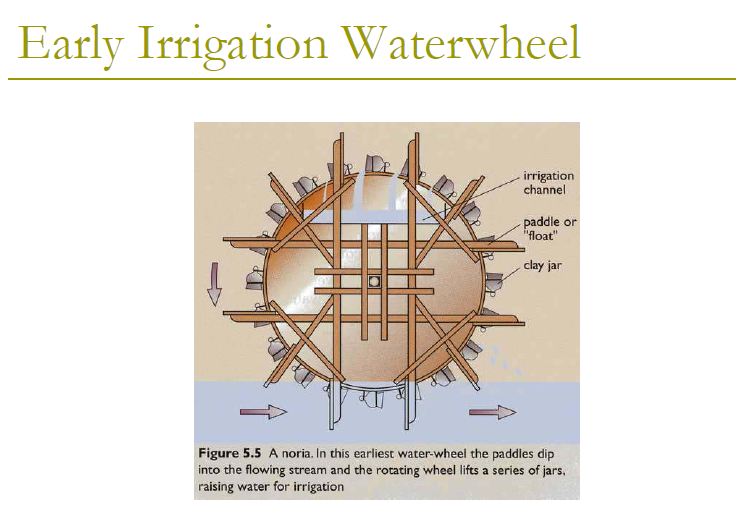 Early Irrigation Waterwheel
irrigation
channel
paddle or
"float"
clay jar
Figure 5.5 A noria. In this earliest water-wheel the paddles dip
into the flowing stream and the rotating wheel lifts a series of jars,
raising water for irrigation